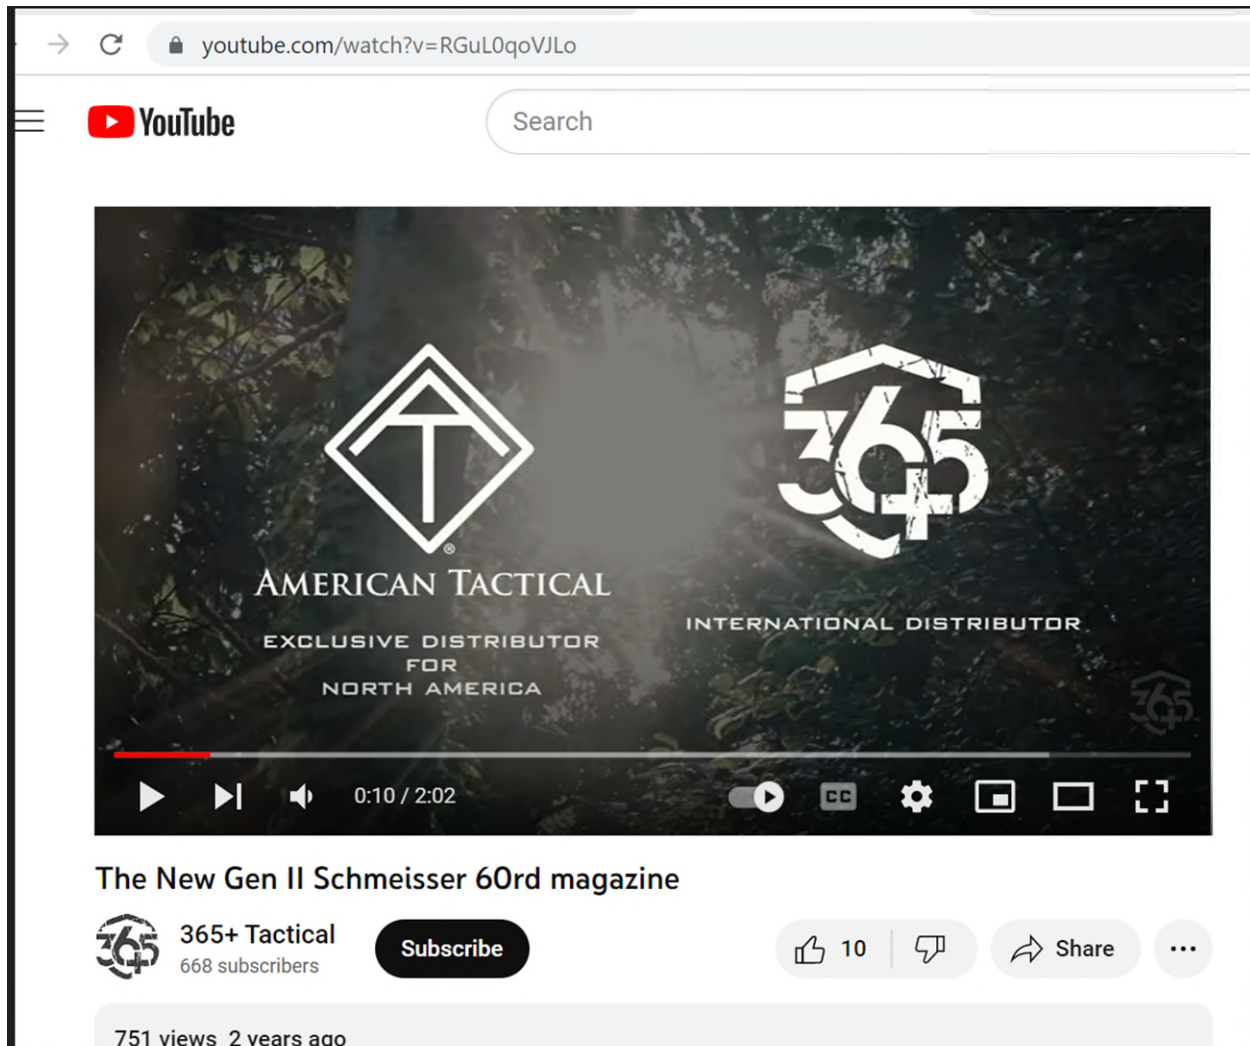 youtube.com/watch?v=RGuL0qoVJLo
YouTube
Search
365
AMERICAN TACTICAL
EXCLUSIVE DISTRIBUTOR
FOR
NORTH AMERICA
INTERNATIONAL DISTRIBUTOR
365
0:10 / 2:02
CC
The New Gen II Schmeisser 60rd magazine
365
365+ Tactical
668 subscribers
Subscribe
10
Share
751 views 2 years ago